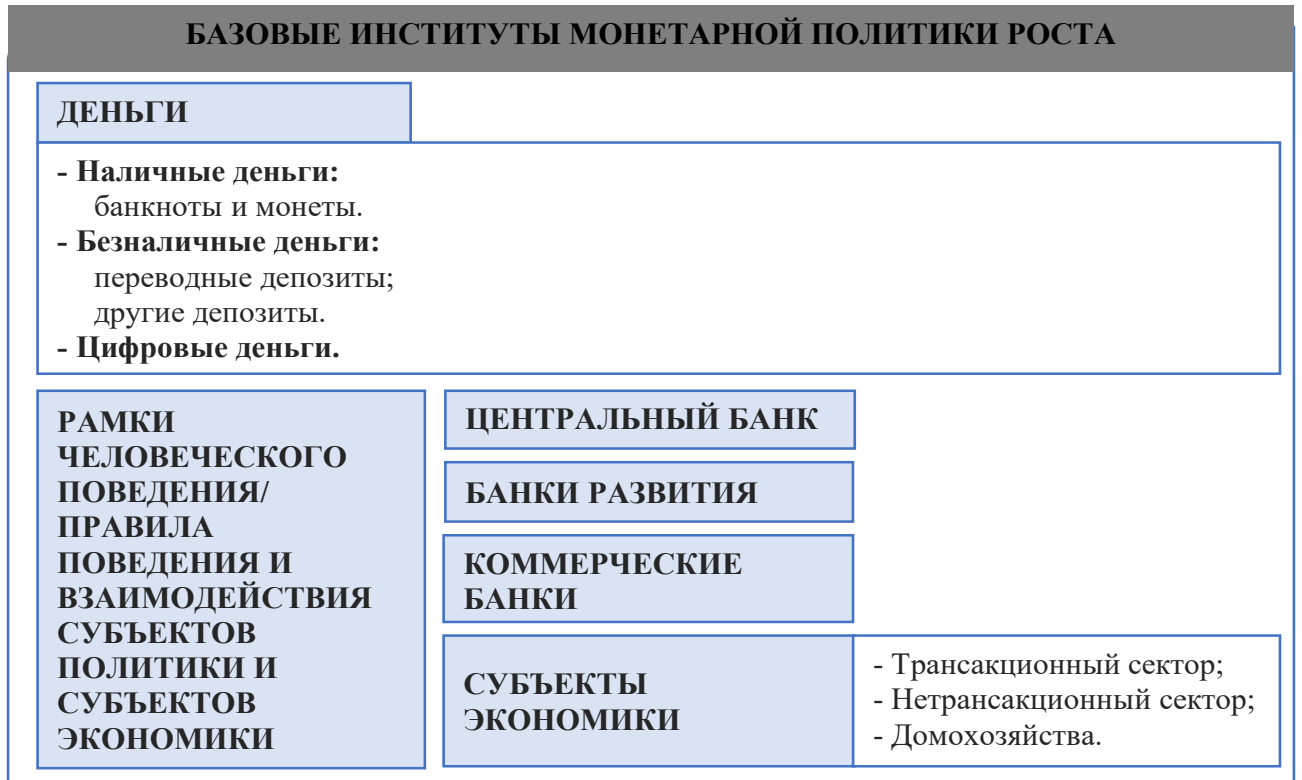 БАЗОВЫЕ ИНСТИТУТЫ МОНЕТАРНОЙ ПОЛИТИКИ РОСТА
ДЕНЬГИ
- Наличные деньги:
банкноты и монеты.
- Безналичные деньги:
переводные депозиты;
другие депозиты.
- Цифровые деньги.
РАМКИ
ЧЕЛОВЕЧЕСКОГО
ПОВЕДЕНИЯ/
ПРАВИЛА
ПОВЕДЕНИЯ И
ВЗАИМОДЕЙСТВИЯ
СУБЪЕКТОВ
ПОЛИТИКИ И
СУБЪЕКТОВ
ЭКОНОМИКИ
ЦЕНТРАЛЬНЫЙ БАНК
БАНКИ РАЗВИТИЯ
КОММЕРЧЕСКИЕ
БАНКИ
СУБЪЕКТЫ
ЭКОНОМИКИ
- Трансакционный сектор;
- Нетрансакционный сектор;
- Домохозяйства.